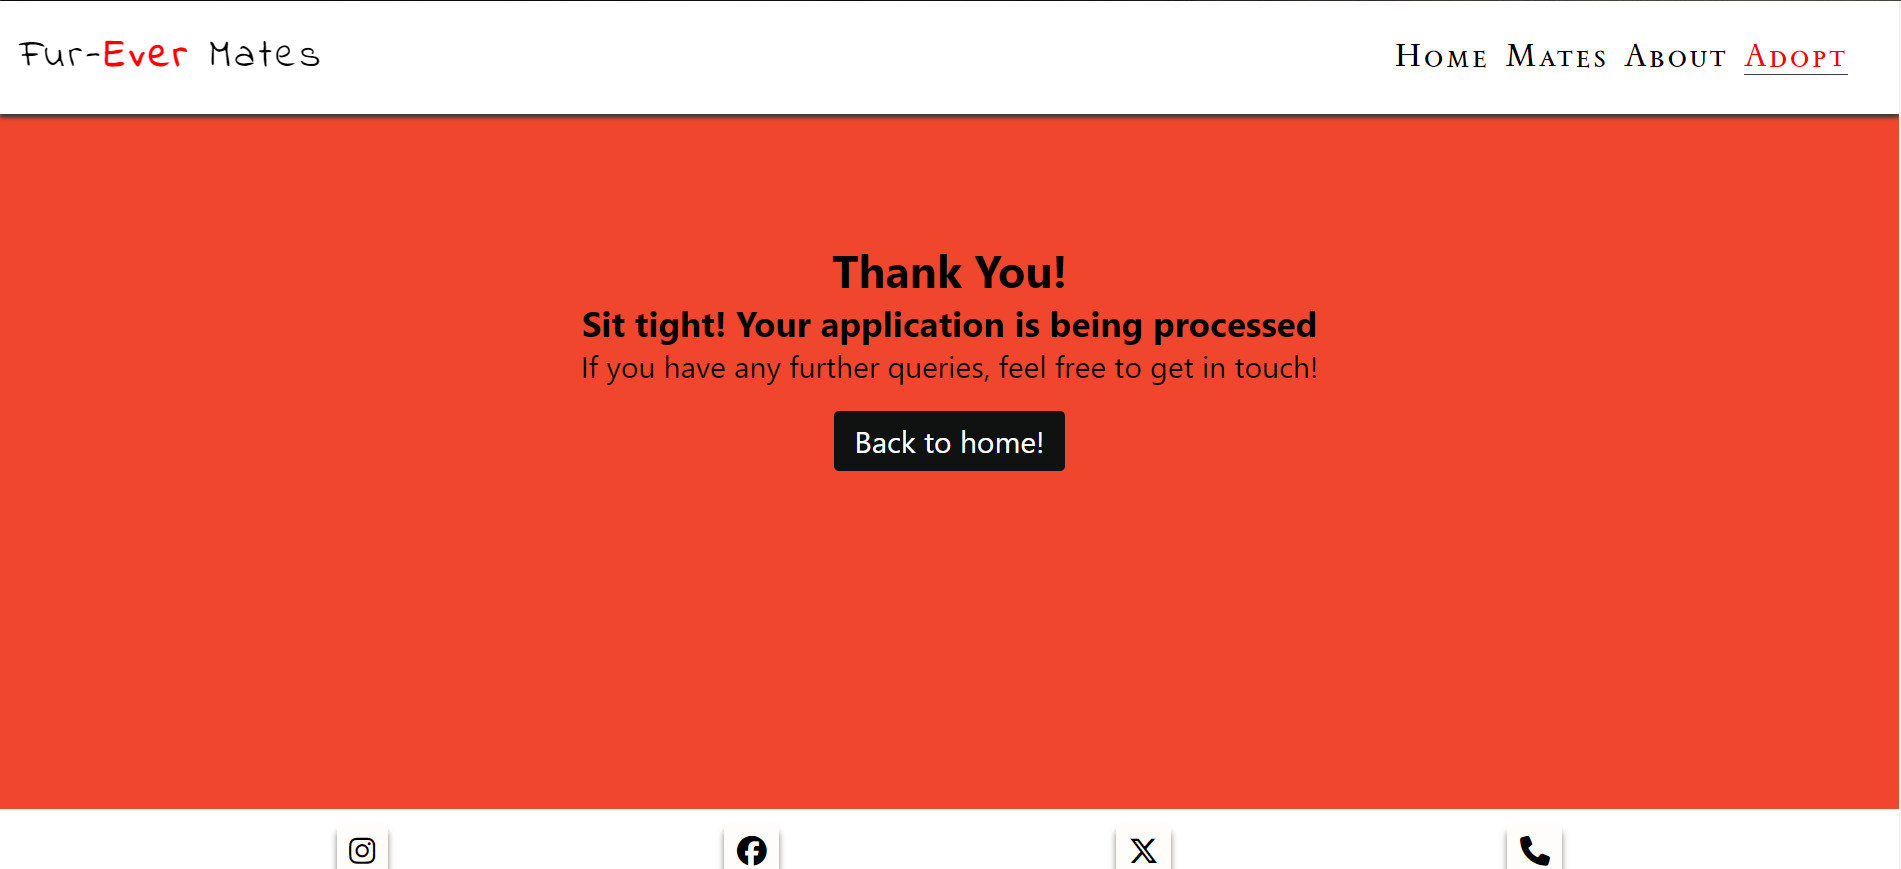 Fur-Ever Mates
Home Mates About Adopt
Thank You!
Sit tight! Your application is being processed
If you have any further queries, feel free to get in touch!
Back to home!